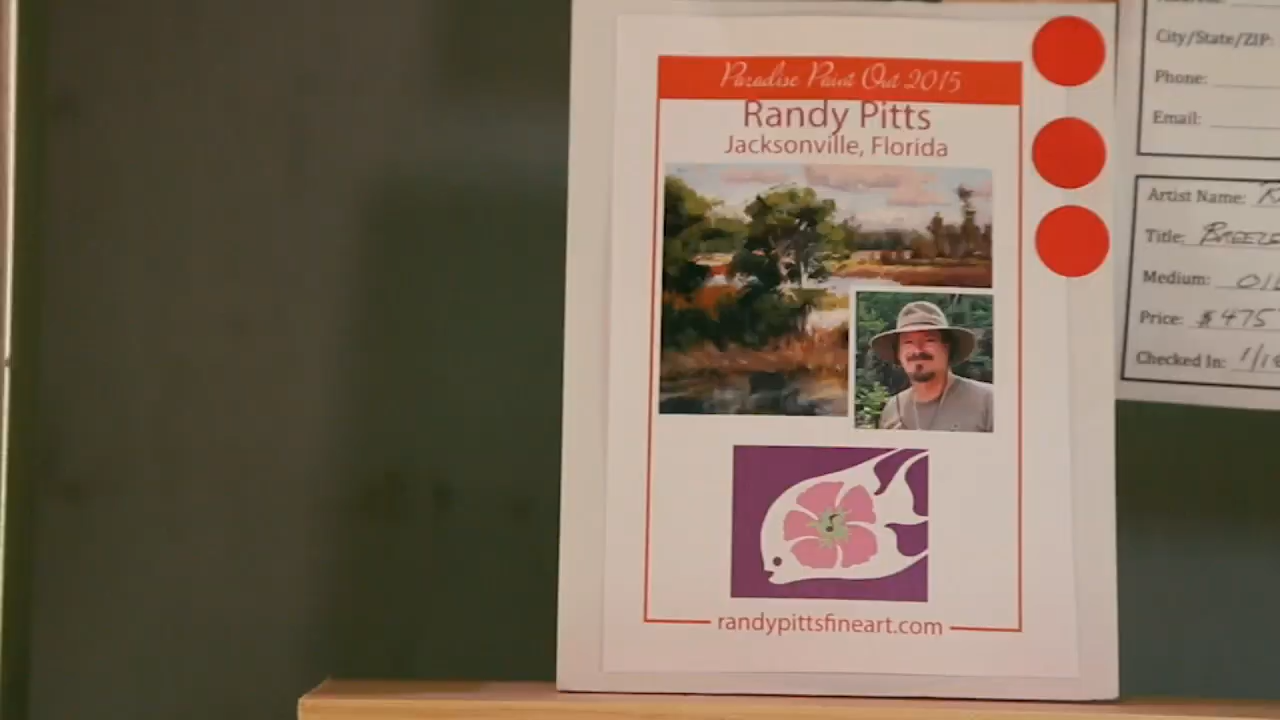 Paradise Paint Out 2015
Randy Pitts
Jacksonville, Florida
randypittsfineart.com
City/State/ZIP:
Phone:
Email:
Artist Name:
Title:
Medium:
Price: $475
Checked In: